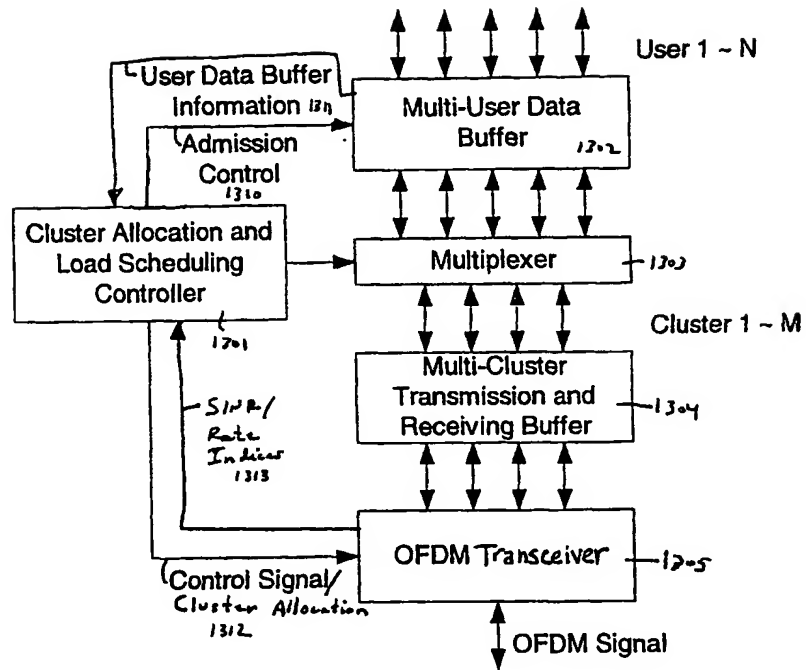 User 1 ~ N
User Data Buffer
Information 1311
Admission
Control
1310
Multi-User Data
Buffer
1302
Cluster Allocation and
Load Scheduling
Controller
1301
Multiplexer
1303
Cluster 1 ~ M
Multi-Cluster
Transmission and
Receiving Buffer
1304
SINR/
Rate
Indices
1313
OFDM Transceiver
1305
Control Signal/
Cluster Allocation
1312
OFDM Signal